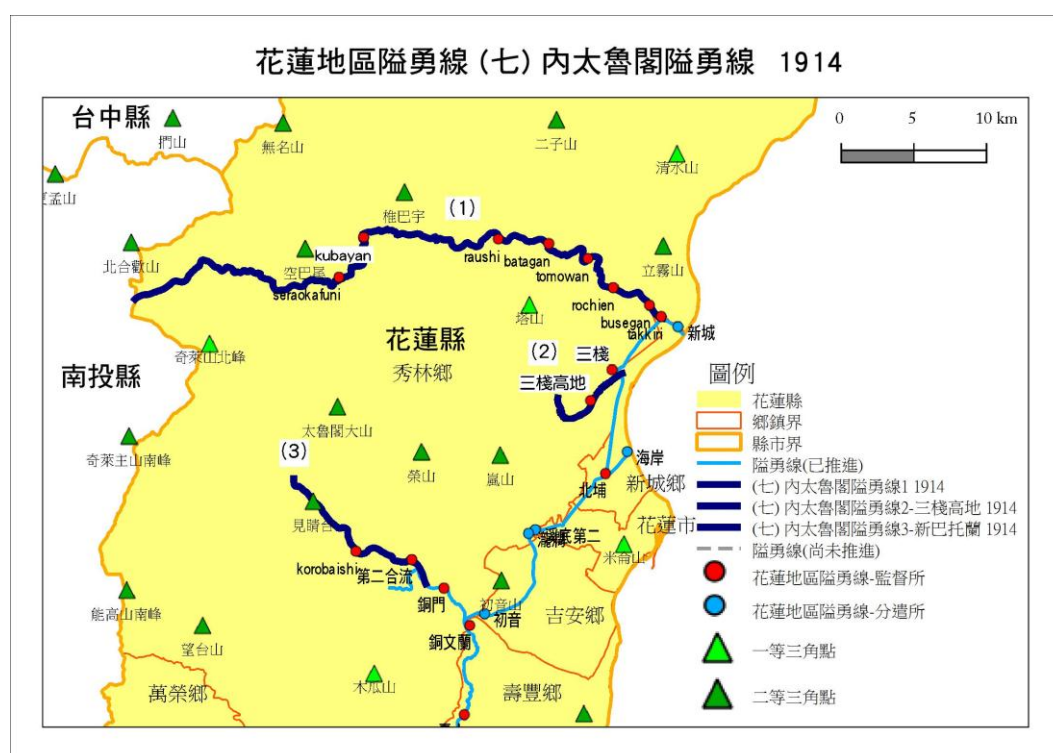 花蓮地區隘勇線（七）內太魯閣隘勇線 1914
台中縣
捫山
無名山
二子山
0 5 10 km
清水山
夏孟山
椎巴宇
(1)
北合歡山
空巴尾
kubayan
raushi
batagan
tomowan
立霧山
seraokafuni
rochien
busegan
takkiri
新城
塔山
奇萊山北峰
花蓮縣
(2)
三棧
南投縣
秀林鄉
三棧高地
圖例
花蓮縣
鄉鎮界
縣市界
隘勇線(已推進)
(七) 內太魯閣隘勇線1 1914
(七) 內太魯閣隘勇線2-三棧高地 1914
(七) 內太魯閣隘勇線3-新巴托蘭 1914
隘勇線(尚未推進)
花蓮地區隘勇線-監督所
花蓮地區隘勇線-分遣所
一等三角點
二等三角點
太魯閣大山
奇萊主山南峰
(3)
榮山
嵐山
海岸
北埔
新城鄉
見晴台
底第二
花蓮市
米崙山
korobaishi
第二合流
銅門
初音山
初音
吉安鄉
能高山南峰
望台山
銅文蘭
木瓜山
萬榮鄉
壽豐鄉